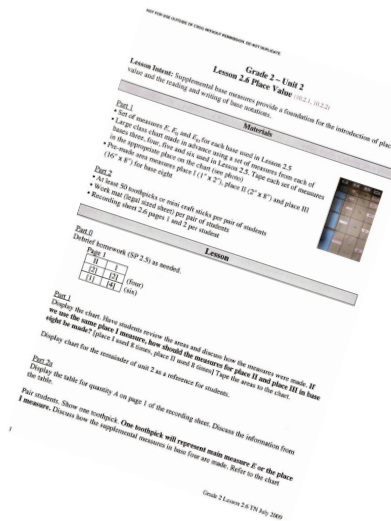 NOT FOR USE OUTSIDE OF CRDG WITHOUT PERMISSION. DO NOT DUPLICATE.
Grade 2 – Unit 2
Lesson 2.6 Place Value (10.2.1, 10.2.2)
Lesson Intent: Supplemental base measures provide a foundation for the introduction of place
value and the reading and writing of base notations.
Materials
Part 1
• Set of measures E, E₁, and E₂ for each base used in Lesson 2.5
• Large class chart made in advance using a set of measures from each of
bases three, four, five and six used in Lesson 2.5. Tape each set of measures
in the appropriate place on the chart (see photo)
• Pre-made area measures place I (1" x 2"), place II (2" x 8") and place III
(16" x 8") for base eight
Part 2
• At least 50 toothpicks or mini craft sticks per pair of students
• Work mat (legal sized sheet) per pair of students
• Recording sheet 2.6 pages 1 and 2 per student
Lesson
Part 0
Debrief homework (SP 2.5) as needed.
Page 1
II I
[2] [3] (four)
[1] [4] (six)
Part 1
Display the chart. Have students review the areas and discuss how the measures were made. If
we use the same place I measure, how should the measures for place II and place III in base
eight be made? [place I used 8 times, place II used 8 times] Tape the areas to the chart.
Display chart for the remainder of unit 2 as a reference for students.
Part 2a
Display the table for quantity A on page 1 of the recording sheet. Discuss the information from
the table.
Pair students. Show one toothpick. One toothpick will represent main measure E or the place
I measure. Discuss how the supplemental measures in base four are made. Refer to the chart
1
Grade 2 Lesson 2.6 TN July 2009